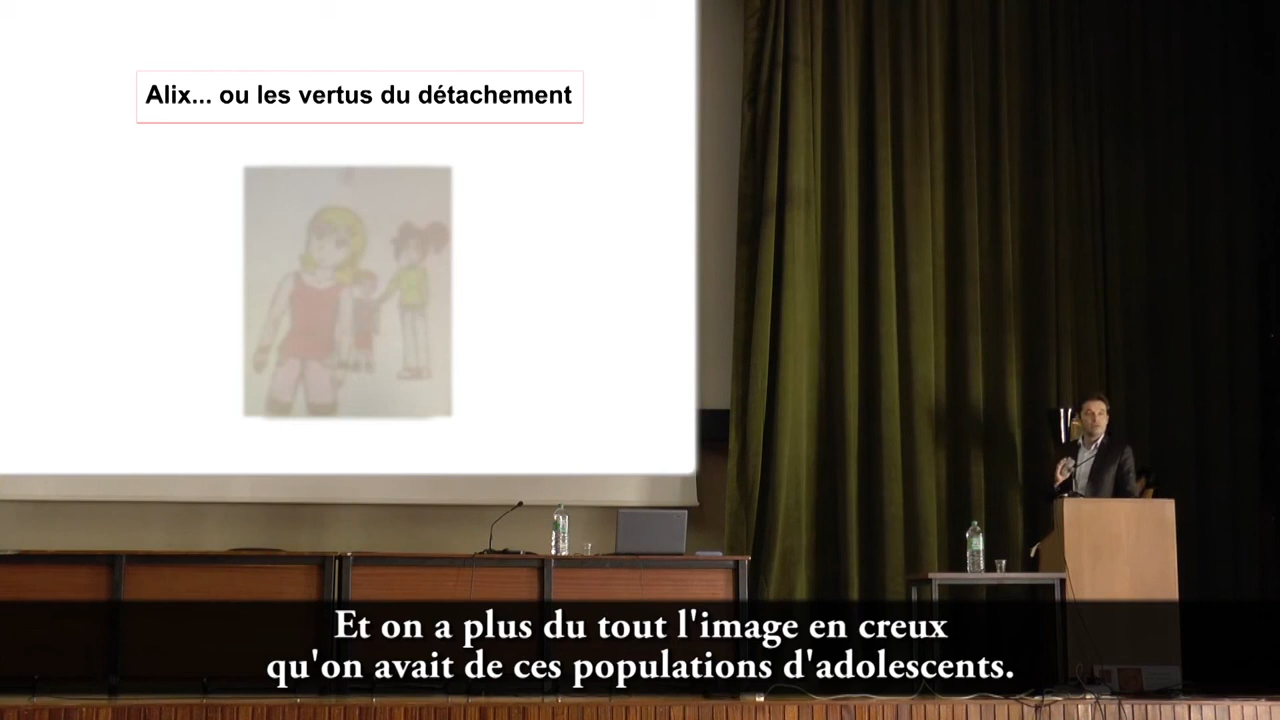 Alix... ou les vertus du détachement
Et on a plus du tout l'image en creux
qu'on avait de ces populations d'adolescents.